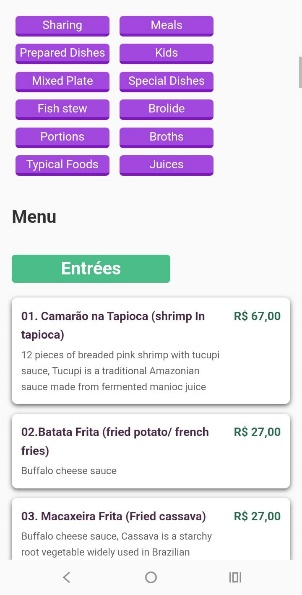 Sharing Meals
Prepared Dishes Kids
Mixed Plate Special Dishes
Fish stew Brolide
Portions Broths
Typical Foods Juices
Menu
Entrées
01. Camarão na Tapioca (shrimp In R$ 67,00
tapioca)
12 pieces of breaded pink shrimp with tucupi
sauce, Tucupi is a traditional Amazonian
sauce made from fermented manioc juice
02.Batata Frita (fried potato/ french R$ 27,00
fries)
Buffalo cheese sauce
03. Macaxeira Frita (Fried cassava) R$ 27,00
Buffalo cheese sauce, Cassava is a starchy
root vegetable widely used in Brazilian